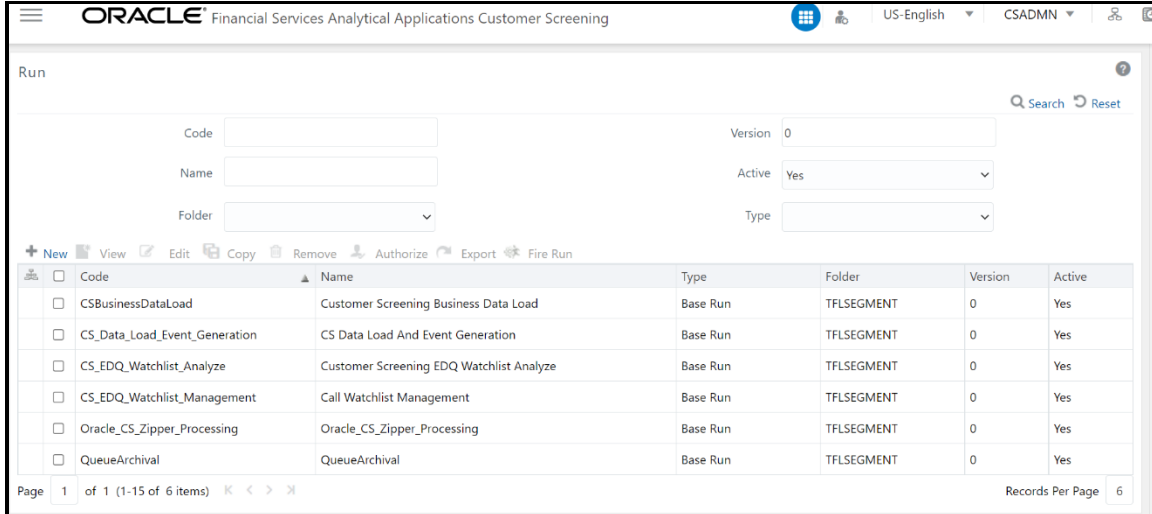 ORACLE® Financial Services Analytical Applications Customer Screening US-English CSADMN
Run
Search Reset
Code Version 0
Name Active Yes
Folder Type
New View Edit Copy Remove Authorize Export Fire Run
Code Name Type Folder Version Active
CSBusinessDataLoad Customer Screening Business Data Load Base Run TFLSEGMENT 0 Yes
CS_Data_Load_Event_Generation CS Data Load And Event Generation Base Run TFLSEGMENT 0 Yes
CS_EDQ_Watchlist_Analyze Customer Screening EDQ Watchlist Analyze Base Run TFLSEGMENT 0 Yes
CS_EDQ_Watchlist_Management Call Watchlist Management Base Run TFLSEGMENT 0 Yes
Oracle_CS_Zipper_Processing Oracle_CS_Zipper_Processing Base Run TFLSEGMENT 0 Yes
QueueArchival QueueArchival Base Run TFLSEGMENT 0 Yes
Page 1 of 1 (1-15 of 6 items) Records Per Page 6